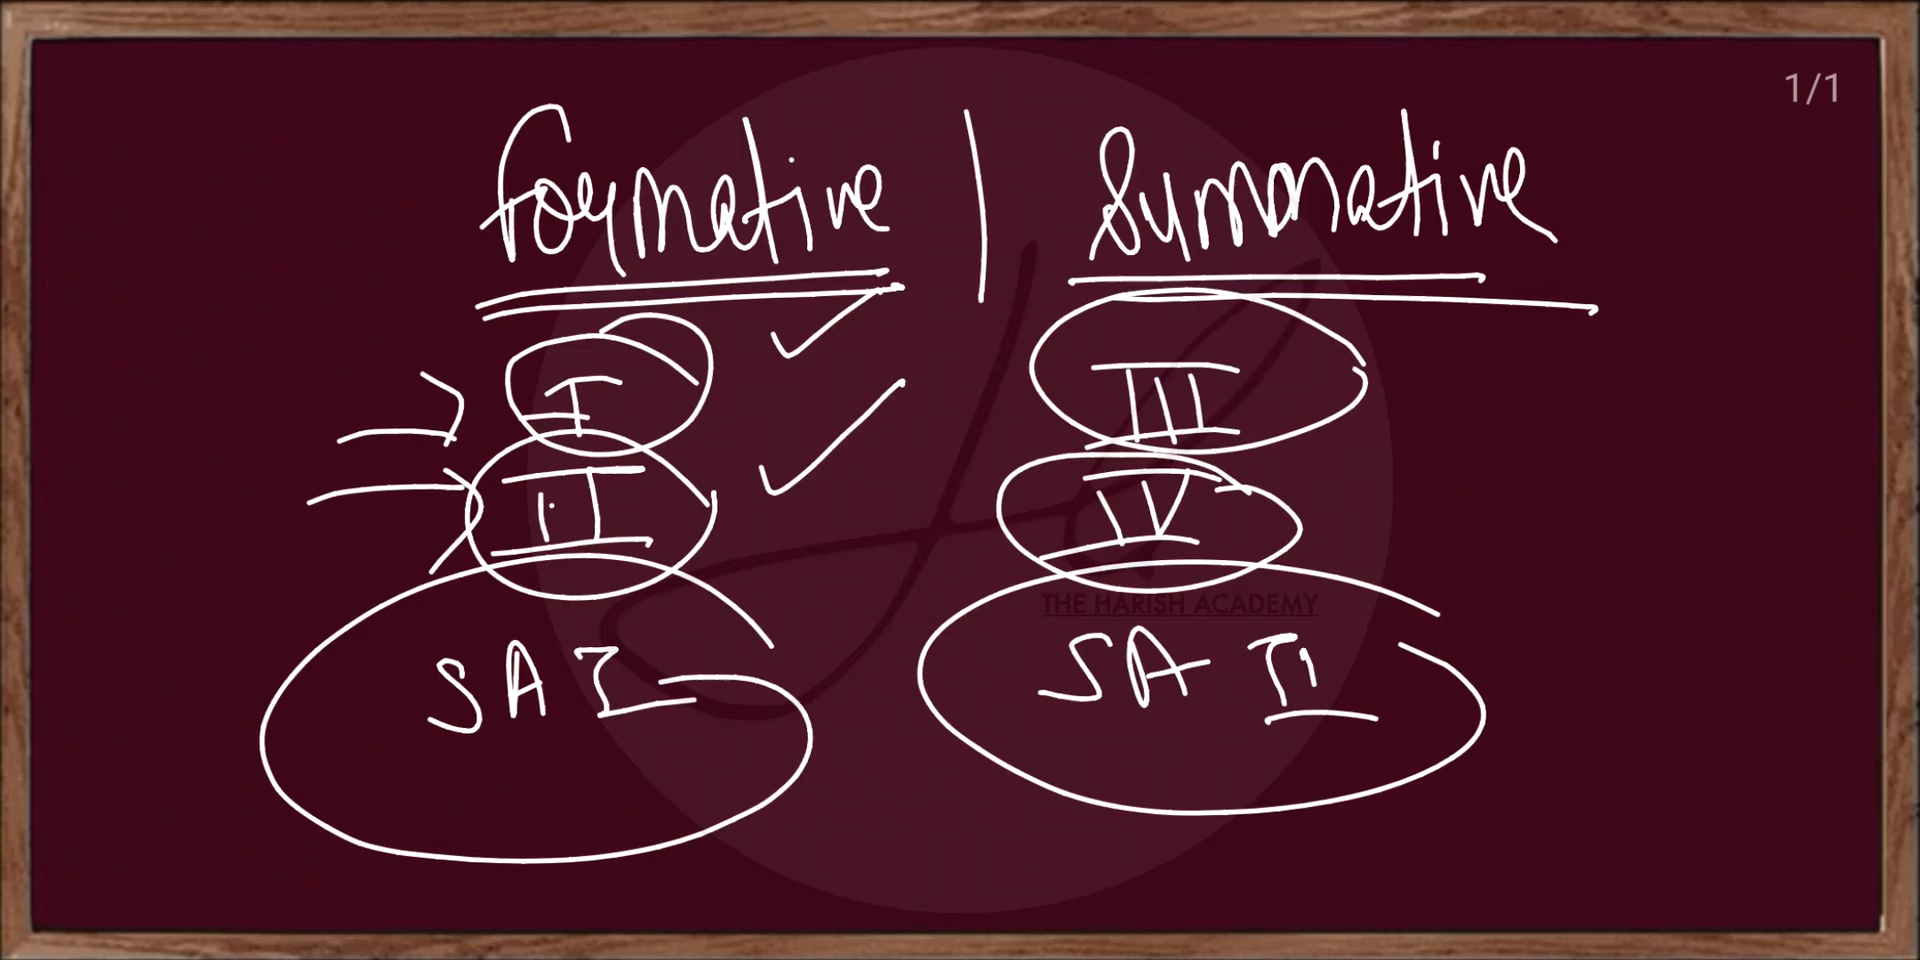 1/1
Formative | Summative
I III
II IV
THE HARISH ACADEMY
SA I SA II